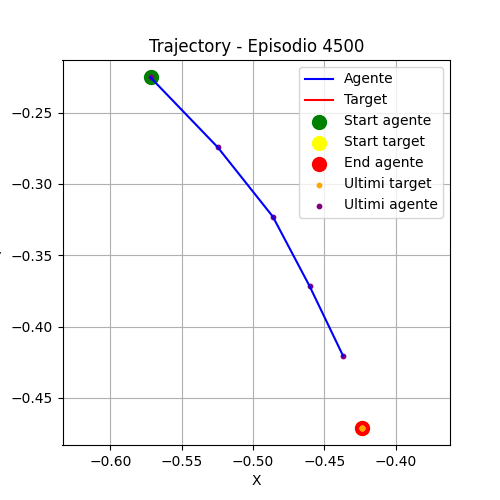 Trajectory - Episodio 4500
Agente
Target
Start agente
Start target
End agente
Ultimi target
Ultimi agente
−0.25
−0.30
−0.35
−0.40
−0.45
−0.60
−0.55
−0.50
−0.45
−0.40
X